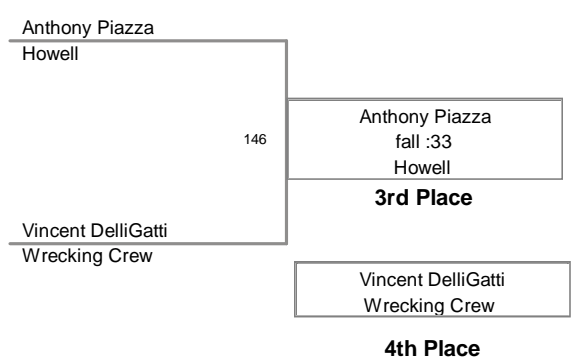 Anthony Piazza
Howell
146
Anthony Piazza
fall :33
Howell
3rd Place
Vincent DelliGatti
Wrecking Crew
Vincent DelliGatti
Wrecking Crew
4th Place